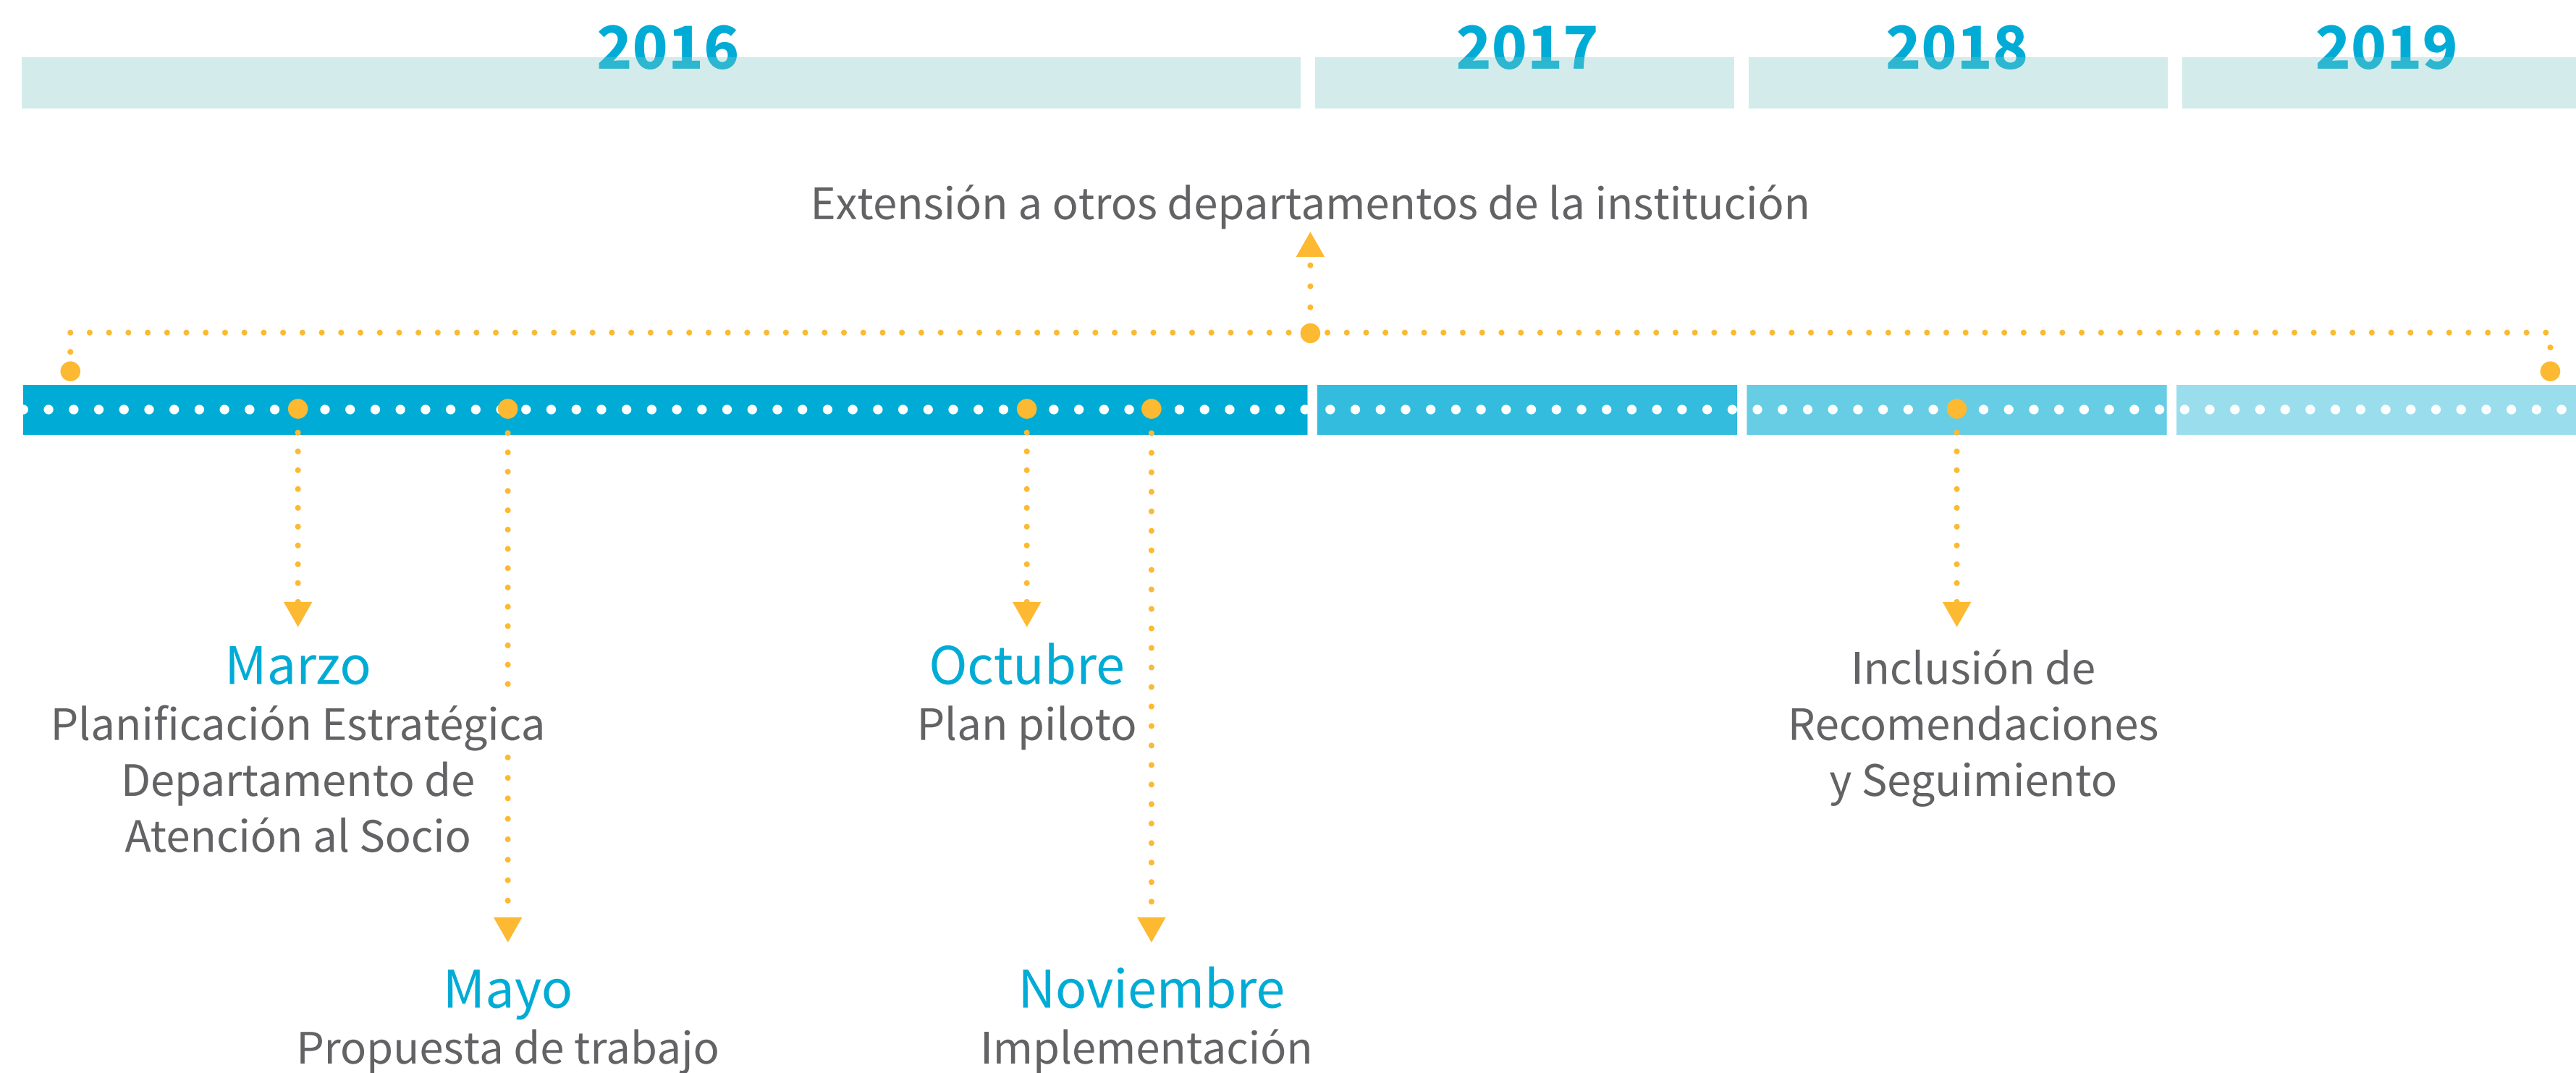 2016
2017
2018
2019
Extensión a otros departamentos de la institución
Marzo
Planificación Estratégica
Departamento de
Atención al Socio
Mayo
Propuesta de trabajo
Octubre
Plan piloto
Noviembre
Implementación
Inclusión de
Recomendaciones
y Seguimiento